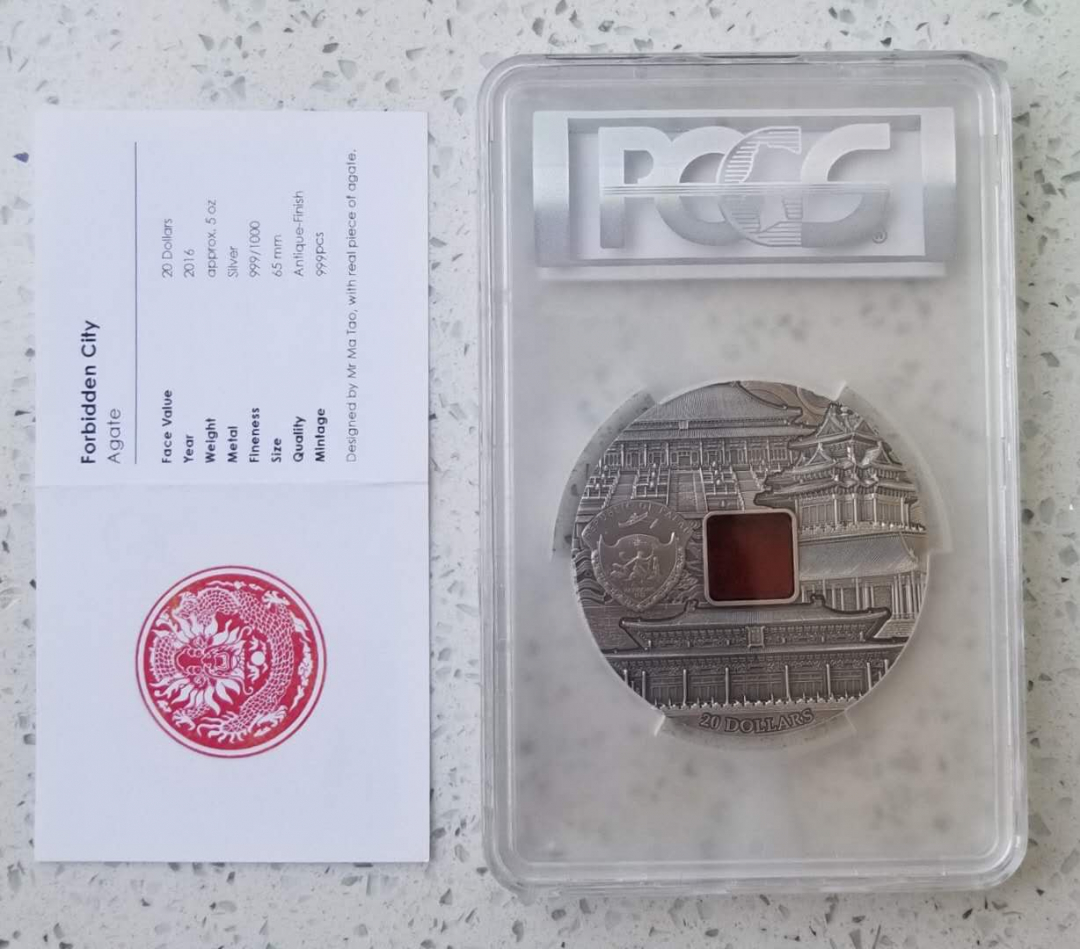 Forbidden City
Agate
Face Value 20 Dollars
Year 2016
Weight approx. 5 oz
Metal Silver
Fineness 999/1000
Size 65 mm
Quality Antique-Finish
Mintage 999pcs
Designed by Mr Ma Tao, with real piece of agate.
PCGS
20 DOLLARS